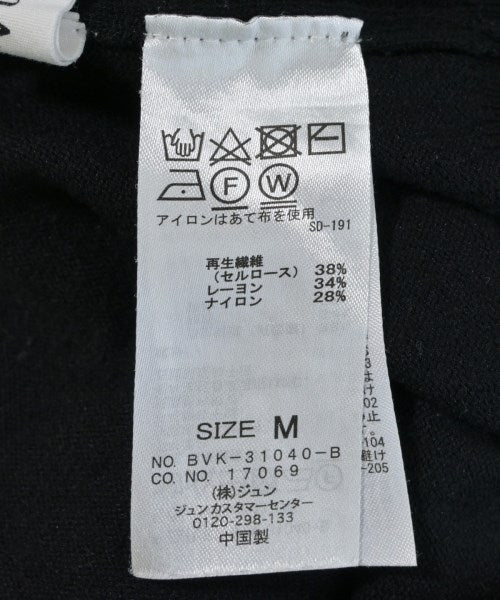 F W
アイロンはあて布を使用
SD-191
再生繊維
(セルロース) 38%
レーヨン 34%
ナイロン 28%
SIZE M
NO. BVK-31040-B
CO. NO. 17069
(株)ジュン
ジュンカスタマーセンター
0120-298-133
中国製